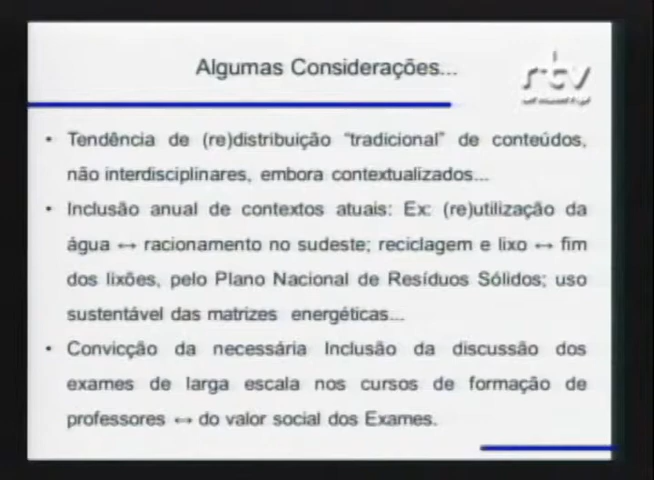 Algumas Considerações...
rtv
• Tendência de (re)distribuição "tradicional" de conteúdos,
não interdisciplinares, embora contextualizados...
• Inclusão anual de contextos atuais: Ex: (re)utilização da
água ↔ racionamento no sudeste; reciclagem e lixo ↔ fim
dos lixões, pelo Plano Nacional de Resíduos Sólidos; uso
sustentável das matrizes energéticas...
• Convicção da necessária Inclusão da discussão dos
exames de larga escala nos cursos de formação de
professores ↔ do valor social dos Exames.